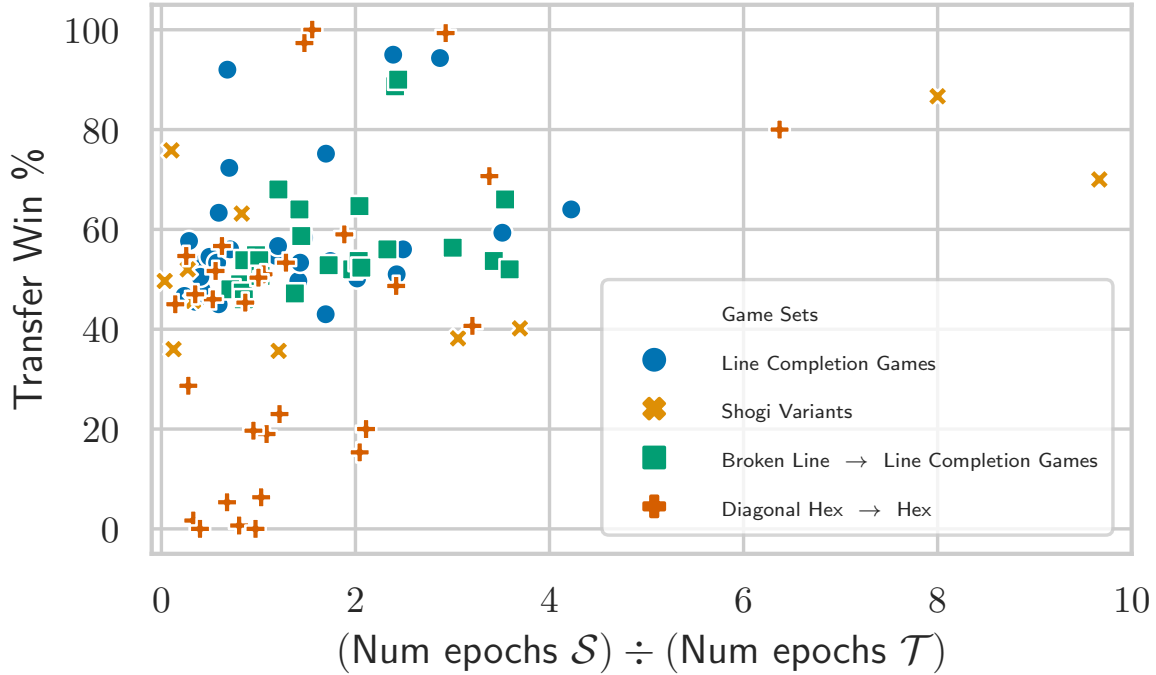 100
80
60
40
20
0
Transfer Win %
Game Sets
Line Completion Games
Shogi Variants
Broken Line → Line Completion Games
Diagonal Hex → Hex
0 2 4 6 8 10
(Num epochs 𝒮) ÷ (Num epochs 𝒯)